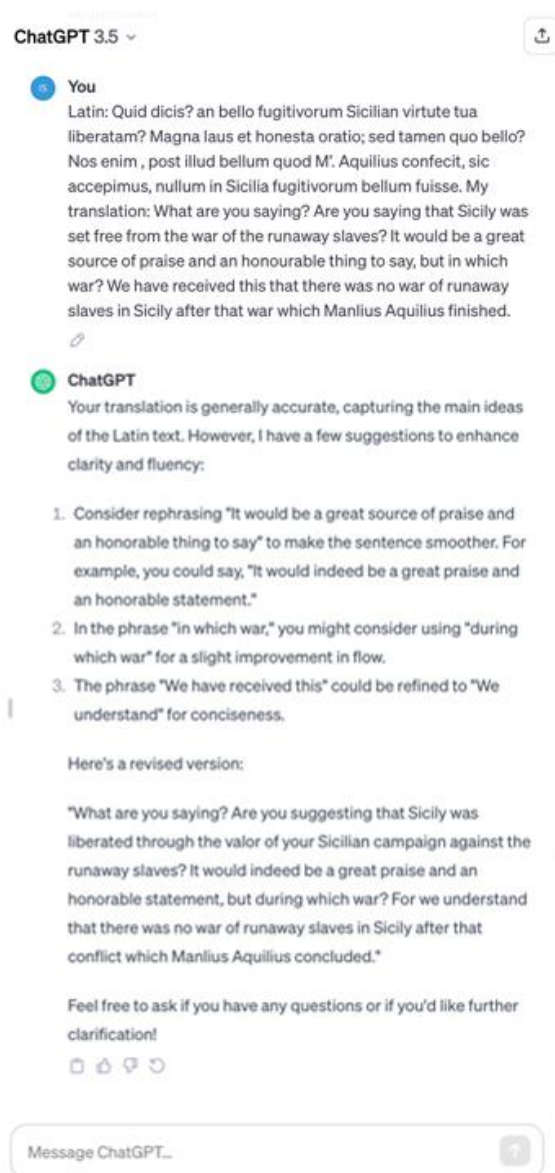 ChatGPT 3.5
IS
You
Latin: Quid dicis? an bello fugitivorum Sicilian virtute tua
liberatam? Magna laus et honesta oratio; sed tamen quo bello?
Nos enim , post illud bellum quod M'. Aquilius confecit, sic
accepimus, nullum in Sicilia fugitivorum bellum fuisse. My
translation: What are you saying? Are you saying that Sicily was
set free from the war of the runaway slaves? It would be a great
source of praise and an honourable thing to say, but in which
war? We have received this that there was no war of runaway
slaves in Sicily after that war which Manlius Aquilius finished.
ChatGPT
Your translation is generally accurate, capturing the main ideas
of the Latin text. However, I have a few suggestions to enhance
clarity and fluency:
1. Consider rephrasing "It would be a great source of praise and
an honorable thing to say" to make the sentence smoother. For
example, you could say, "It would indeed be a great praise and
an honorable statement."
2. In the phrase "in which war," you might consider using "during
which war" for a slight improvement in flow.
3. The phrase "We have received this" could be refined to "We
understand" for conciseness.
Here's a revised version:
"What are you saying? Are you suggesting that Sicily was
liberated through the valor of your Sicilian campaign against the
runaway slaves? It would indeed be a great praise and an
honorable statement, but during which war? For we understand
that there was no war of runaway slaves in Sicily after that
conflict which Manlius Aquilius concluded."
Feel free to ask if you have any questions or if you'd like further
clarification!
Message ChatGPT...